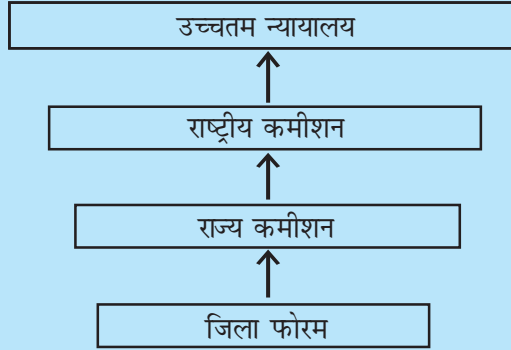 उच्चतम न्यायालय
राष्ट्रीय कमीशन
राज्य कमीशन
जिला फोरम